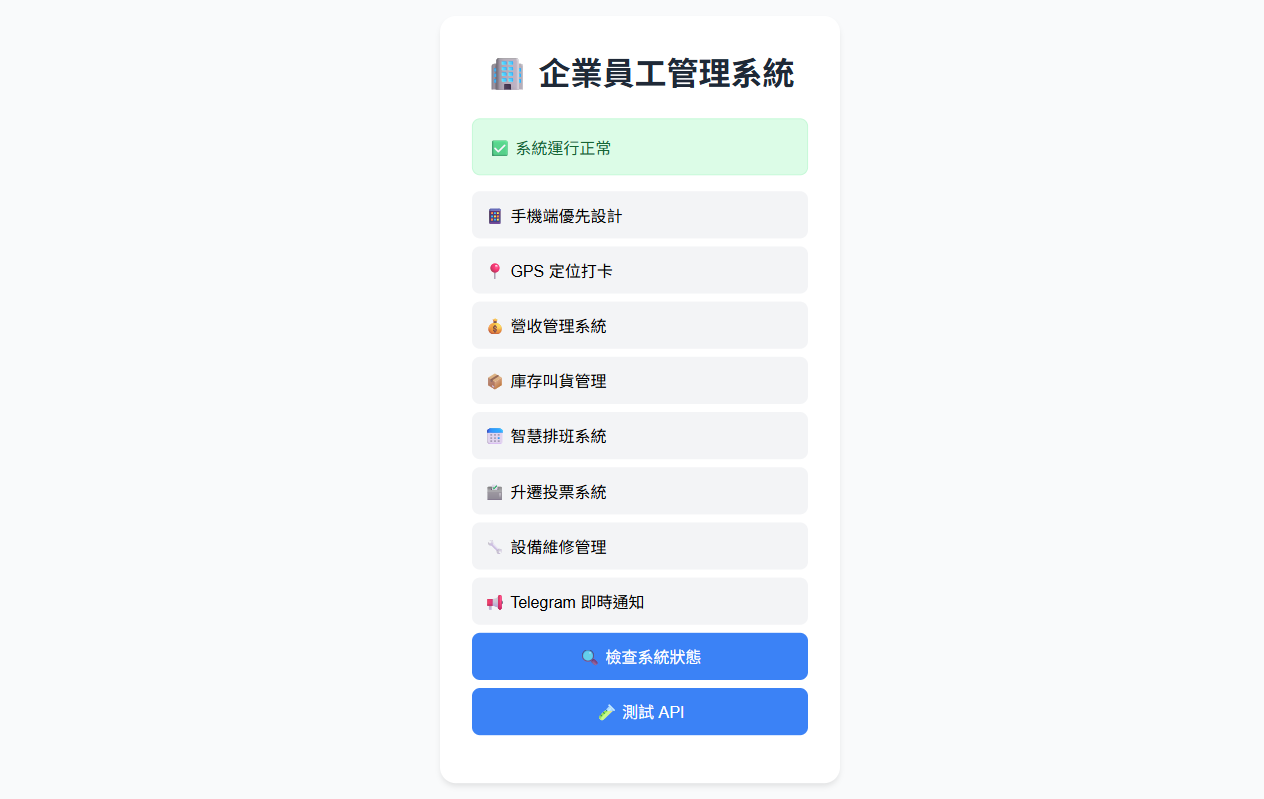 企業員工管理系統
系統運行正常
手機端優先設計
GPS 定位打卡
營收管理系統
庫存叫貨管理
智慧排班系統
升遷投票系統
設備維修管理
Telegram 即時通知
檢查系統狀態
測試 API